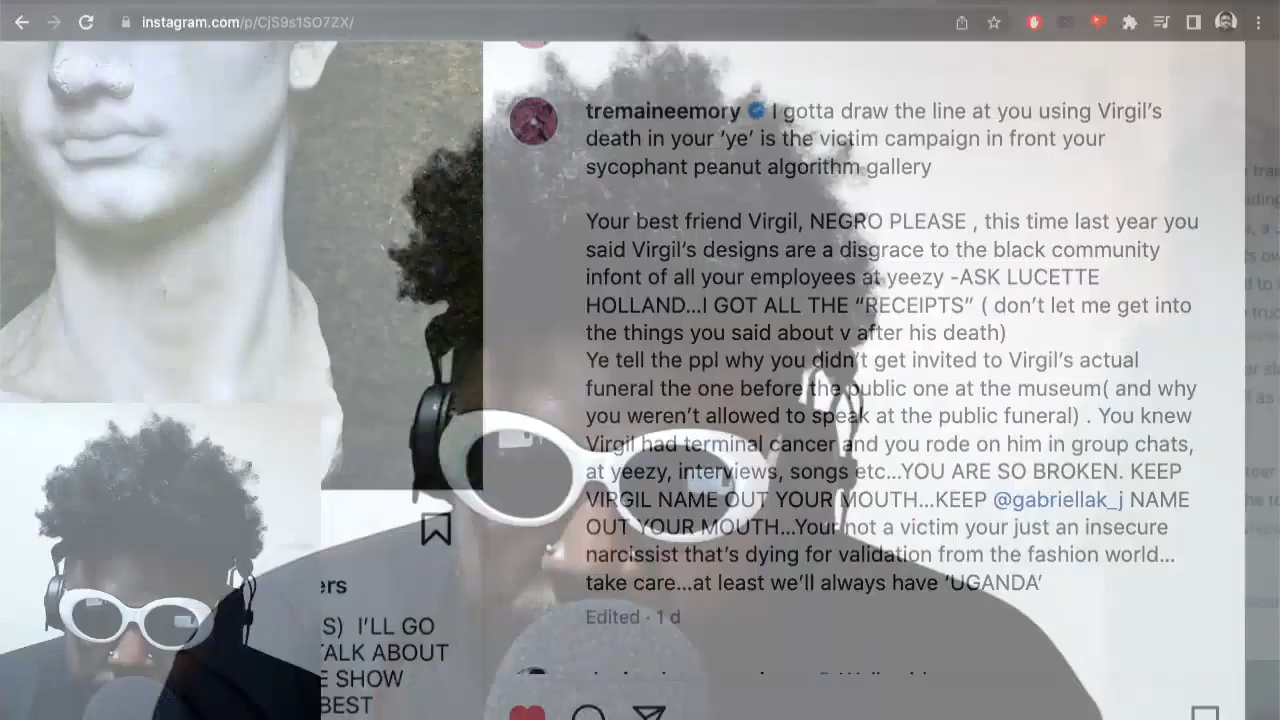 instagram.com/p/CjS9s1SO7ZX/
tremaineemory I gotta draw the line at you using Virgil's
death in your 'ye' is the victim campaign in front your
sycophant peanut algorithm gallery
Your best friend Virgil, NEGRO PLEASE , this time last year you
said Virgil's designs are a disgrace to the black community
infont of all your employees at yeezy -ASK LUCETTE
HOLLAND...I GOT ALL THE “RECEIPTS” ( don't let me get into
the things you said about v after his death)
Ye tell the ppl why you didn't get invited to Virgil's actual
funeral the one before the public one at the museum( and why
you weren't allowed to speak at the public funeral) . You knew
Virgil had terminal cancer and you rode on him in group chats,
at yeezy, interviews, songs etc...YOU ARE SO BROKEN. KEEP
VIRGIL NAME OUT YOUR MOUTH...KEEP @gabriellak_j NAME
OUT YOUR MOUTH...Your not a victim your just an insecure
narcissist that's dying for validation from the fashion world...
take care...at least we'll always have 'UGANDA'
Edited · 1 d
ers
S) I'LL GO
TALK ABOUT
E SHOW
BEST